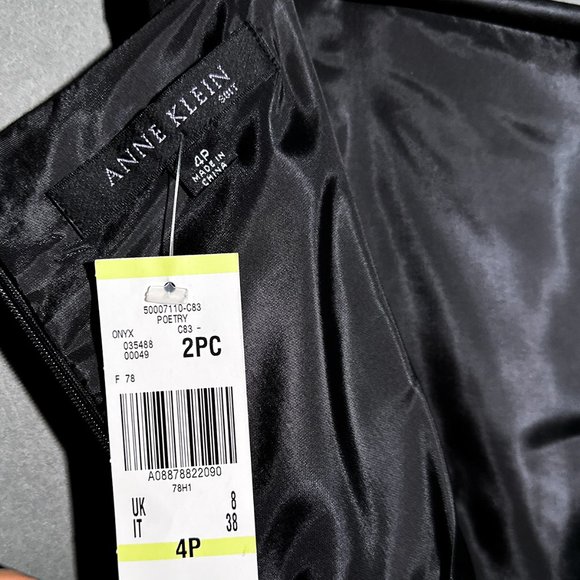 ANNE KLEIN
SUIT
4P
MADE IN
CHINA
50007110-C83
POETRY
ONYX C83 -
035488
00049 2PC
F 78
A08878822090
78H1
UK 8
IT 38
4P